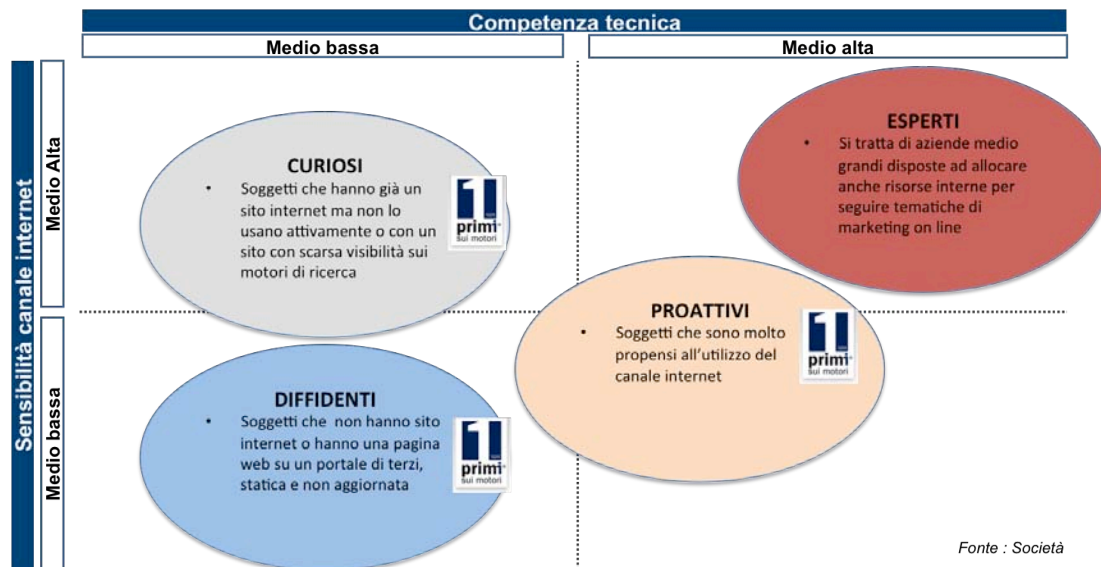 Competenza tecnica
Medio bassa
Medio alta
Sensibilità canale internet
Medio Alta
Medio bassa
CURIOSI
• Soggetti che hanno già un
sito internet ma non lo
usano attivamente o con un
sito con scarsa visibilità sui
motori di ricerca
1
primi
sui motori
ESPERTI
• Si tratta di aziende medio
grandi disposte ad allocare
anche risorse interne per
seguire tematiche di
marketing on line
PROATTIVI
• Soggetti che sono molto
propensi all'utilizzo del
canale internet
1
primi
sui motori
DIFFIDENTI
• Soggetti che non hanno sito
internet o hanno una pagina
web su un portale di terzi,
statica e non aggiornata
1
primi
sui motori
Fonte : Società